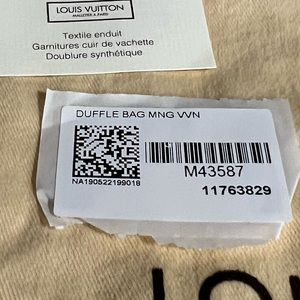 LOUIS VUITTON
MALLETIER À PARIS
Textile enduit
Garnitures cuir de vachette
Doublure synthétique
DUFFLE BAG MNG VVN
NA190522199018
M43587
11763829